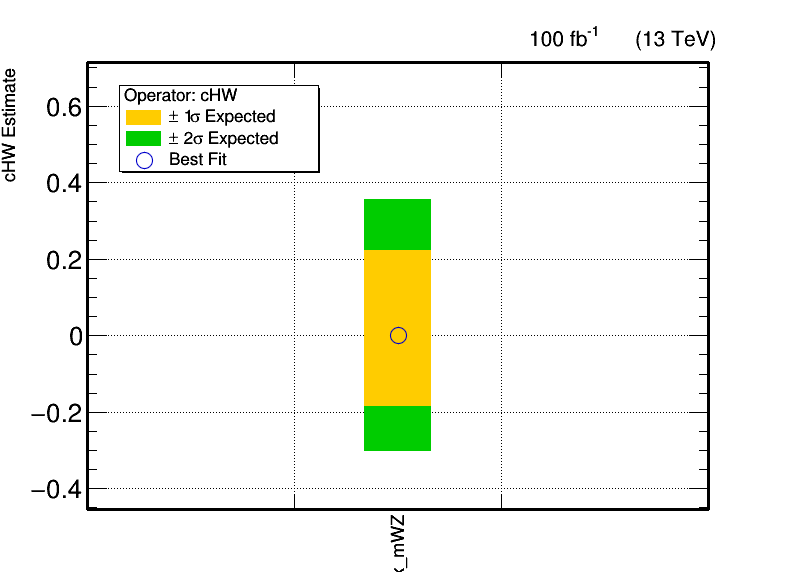 100 fb-1 (13 TeV)
cHW Estimate
Operator: cHW
± 1σ Expected
± 2σ Expected
Best Fit
0.6
0.4
0.2
0
−0.2
−0.4
x_mWZ